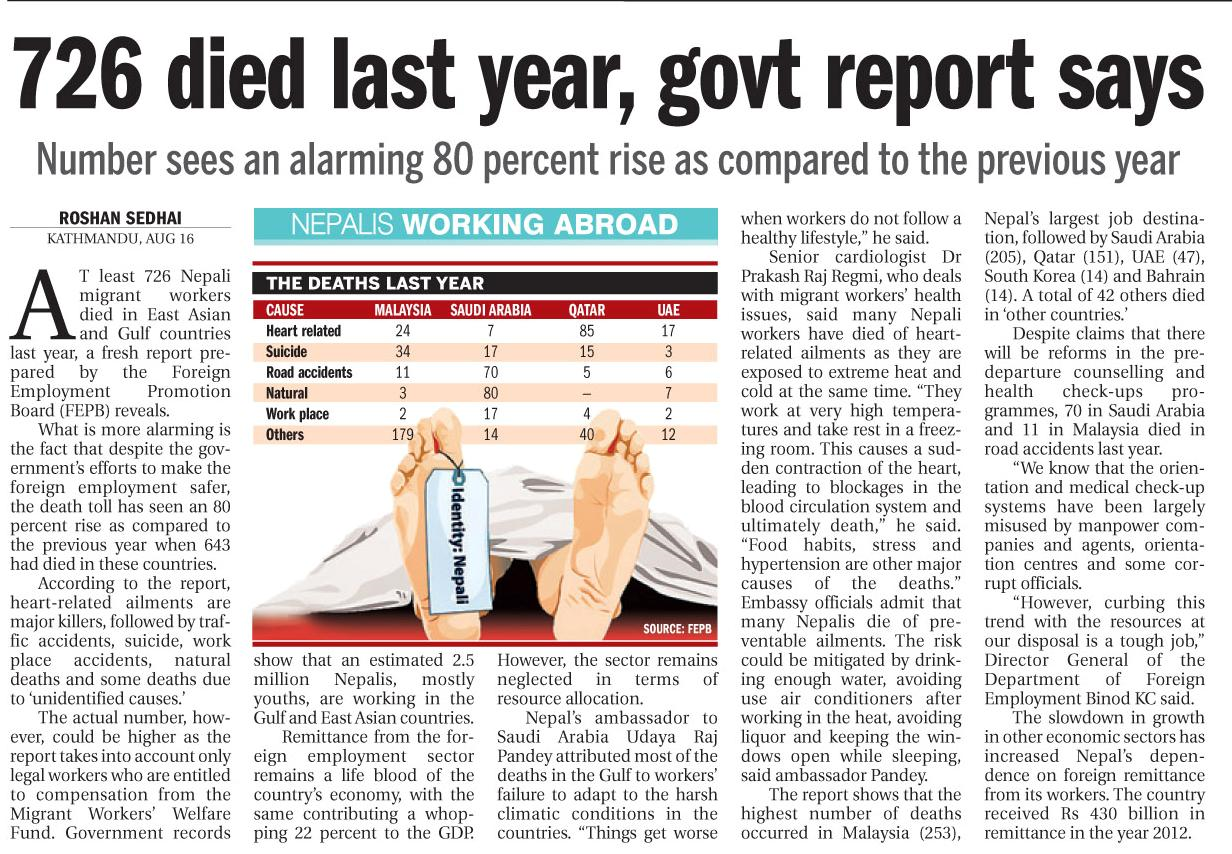 726 died last year, govt report says
Number sees an alarming 80 percent rise as compared to the previous year
ROSHAN SEDHAI
KATHMANDU, AUG 16
AT least 726 Nepali
migrant workers
died in East Asian
and Gulf countries
last year, a fresh report pre-
pared by the Foreign
Employment Promotion
Board (FEPB) reveals.
What is more alarming is
the fact that despite the gov-
ernment's efforts to make the
foreign employment safer,
the death toll has seen an 80
percent rise as compared to
the previous year when 643
had died in these countries.
According to the report,
heart-related ailments are
major killers, followed by traf-
fic accidents, suicide, work
place accidents, natural
deaths and some deaths due
to 'unidentified causes.'
The actual number, how-
ever, could be higher as the
report takes into account only
legal workers who are entitled
to compensation from the
Migrant Workers' Welfare
Fund. Government records
NEPALIS WORKING ABROAD
THE DEATHS LAST YEAR
CAUSE MALAYSIA SAUDI ARABIA QATAR UAE
Heart related 24 7 85 17
Suicide 34 17 15 3
Road accidents 11 70 5 6
Natural 3 80 – 7
Work place 2 17 4 2
Others 179 14 40 12
Identity: Nepali
SOURCE: FEPB
show that an estimated 2.5
million Nepalis, mostly
youths, are working in the
Gulf and East Asian countries.
Remittance from the for-
eign employment sector
remains a life blood of the
country's economy, with the
same contributing a whop-
ping 22 percent to the GDP.
However, the sector remains
neglected in terms of
resource allocation.
Nepal's ambassador to
Saudi Arabia Udaya Raj
Pandey attributed most of the
deaths in the Gulf to workers'
failure to adapt to the harsh
climatic conditions in the
countries. "Things get worse
when workers do not follow a
healthy lifestyle," he said.
Senior cardiologist Dr
Prakash Raj Regmi, who deals
with migrant workers' health
issues, said many Nepali
workers have died of heart-
related ailments as they are
exposed to extreme heat and
cold at the same time. "They
work at very high tempera-
tures and take rest in a freez-
ing room. This causes a sud-
den contraction of the heart,
leading to blockages in the
blood circulation system and
ultimately death," he said.
"Food habits, stress and
hypertension are other major
causes of the deaths."
Embassy officials admit that
many Nepalis die of pre-
ventable ailments. The risk
could be mitigated by drink-
ing enough water, avoiding
use air conditioners after
working in the heat, avoiding
liquor and keeping the win-
dows open while sleeping,
said ambassador Pandey.
The report shows that the
highest number of deaths
occurred in Malaysia (253),
Nepal's largest job destina-
tion, followed by Saudi Arabia
(205), Qatar (151), UAE (47),
South Korea (14) and Bahrain
(14). A total of 42 others died
in 'other countries.'
Despite claims that there
will be reforms in the pre-
departure counselling and
health check-ups pro-
grammes, 70 in Saudi Arabia
and 11 in Malaysia died in
road accidents last year.
"We know that the orien-
tation and medical check-up
systems have been largely
misused by manpower com-
panies and agents, orienta-
tion centres and some cor-
rupt officials.
"However, curbing this
trend with the resources at
our disposal is a tough job,"
Director General of the
Department of Foreign
Employment Binod KC said.
The slowdown in growth
in other economic sectors has
increased Nepal's depen-
dence on foreign remittance
from its workers. The country
received Rs 430 billion in
remittance in the year 2012.